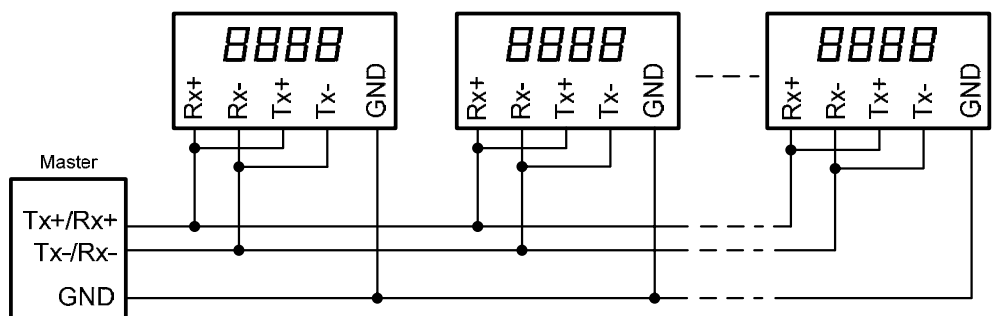 8888
Rx+ Rx- Tx+ Tx- GND
8888
Rx+ Rx- Tx+ Tx- GND
8888
Rx+ Rx- Tx+ Tx- GND
Master
Tx+/Rx+
Tx-/Rx-
GND